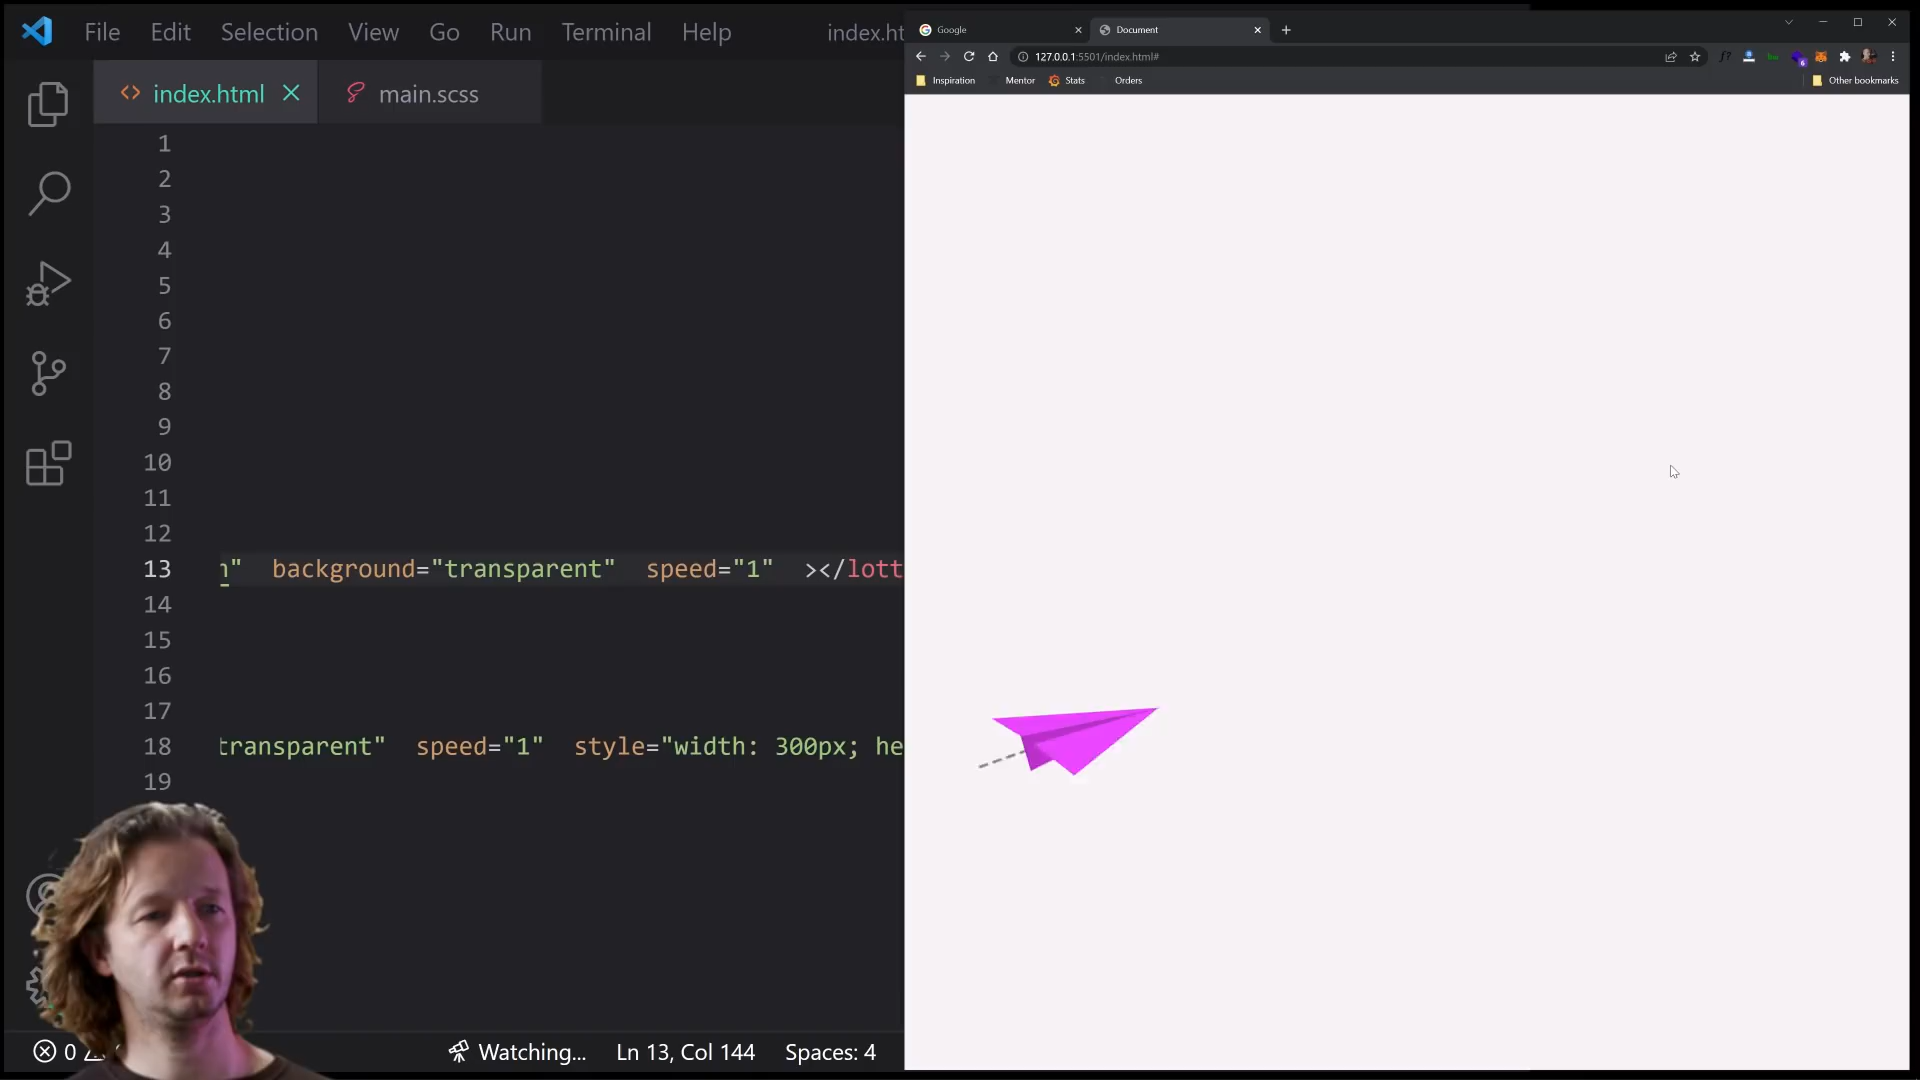 File Edit Selection View Go Run Terminal Help
index.html
main.scss
1
2
3
4
5
6
7
8
9
10
11
12
13
" background="transparent" speed="1" ></lott
14
15
16
17
18
transparent" speed="1" style="width: 300px; he
19
0
Watching...
Ln 13, Col 144
Spaces: 4
Google
Document
127.0.0.1:5501/index.html#
Inspiration
Mentor
Stats
Orders
Other bookmarks